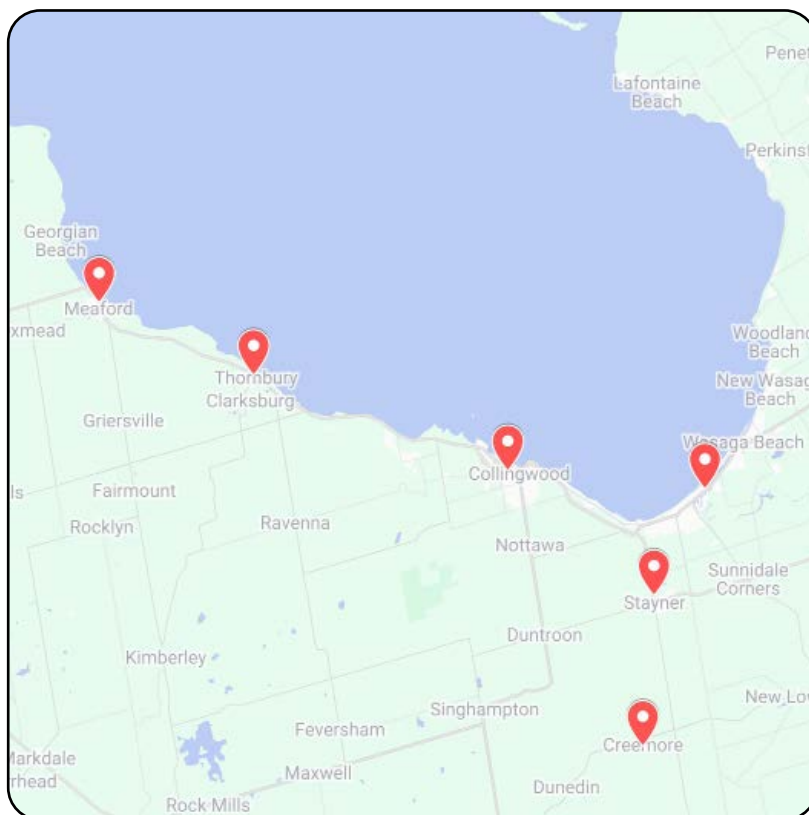 Penet
Lafontaine
Beach
Perkinsf
Georgian
Beach
Meaford
xmead
Woodland
Beach
Thornbury
Clarksburg
New Wasaga
Beach
Griersville
Wasaga Beach
Collingwood
ls
Fairmount
Rocklyn
Ravenna
Nottawa
Sunnidale
Corners
Stayner
Duntroon
Kimberley
New Low
Singhampton
Feversham
Creemore
Markdale
rhead
Maxwell
Dunedin
Rock Mills